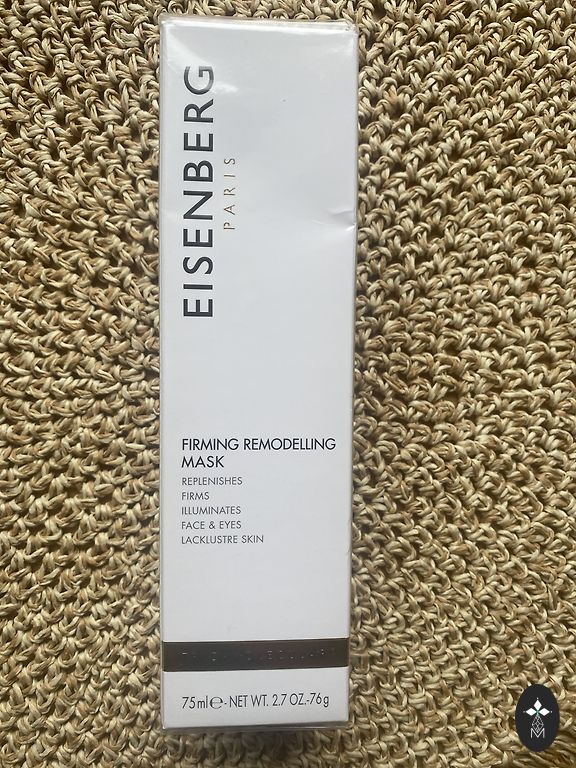 EISENBERG
PARIS
FIRMING REMODELLING
MASK
REPLENISHES
FIRMS
ILLUMINATES
FACE & EYES
LACKLUSTRE SKIN
75ml℮-NET WT. 2.7 OZ.-76g
M